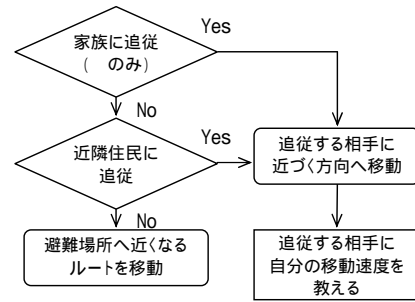 家族に追従
(　のみ)
Yes
No
近隣住民に
追従
Yes
No
追従する相手に
近づく方向へ移動
避難場所へ近くなる
ルートを移動
追従する相手に
自分の移動速度を
教える